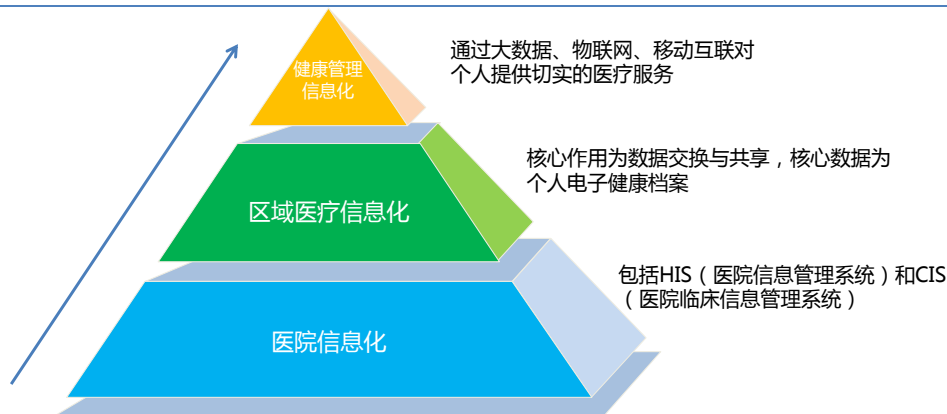 健康管理
信息化
通过大数据、物联网、移动互联对
个人提供切实的医疗服务
区域医疗信息化
核心作用为数据交换与共享，核心数据为
个人电子健康档案
医院信息化
包括HIS（医院信息管理系统）和CIS
（医院临床信息管理系统）